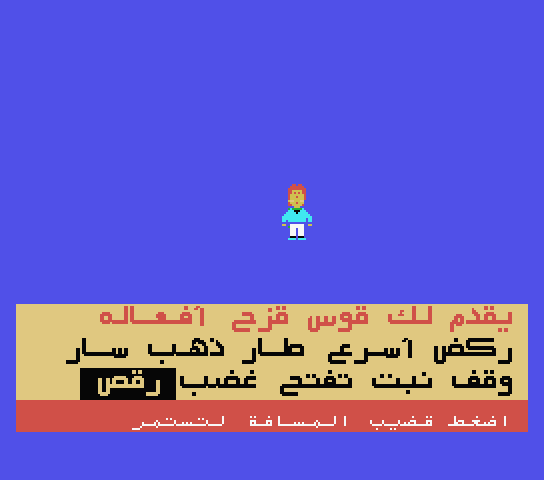 يقدم لك قوس قزح أفعاله
ركض أسرع طار ذهب سار
وقف نبت تفتح غضب رقص
اضغط قضيب المسافة لتستمر